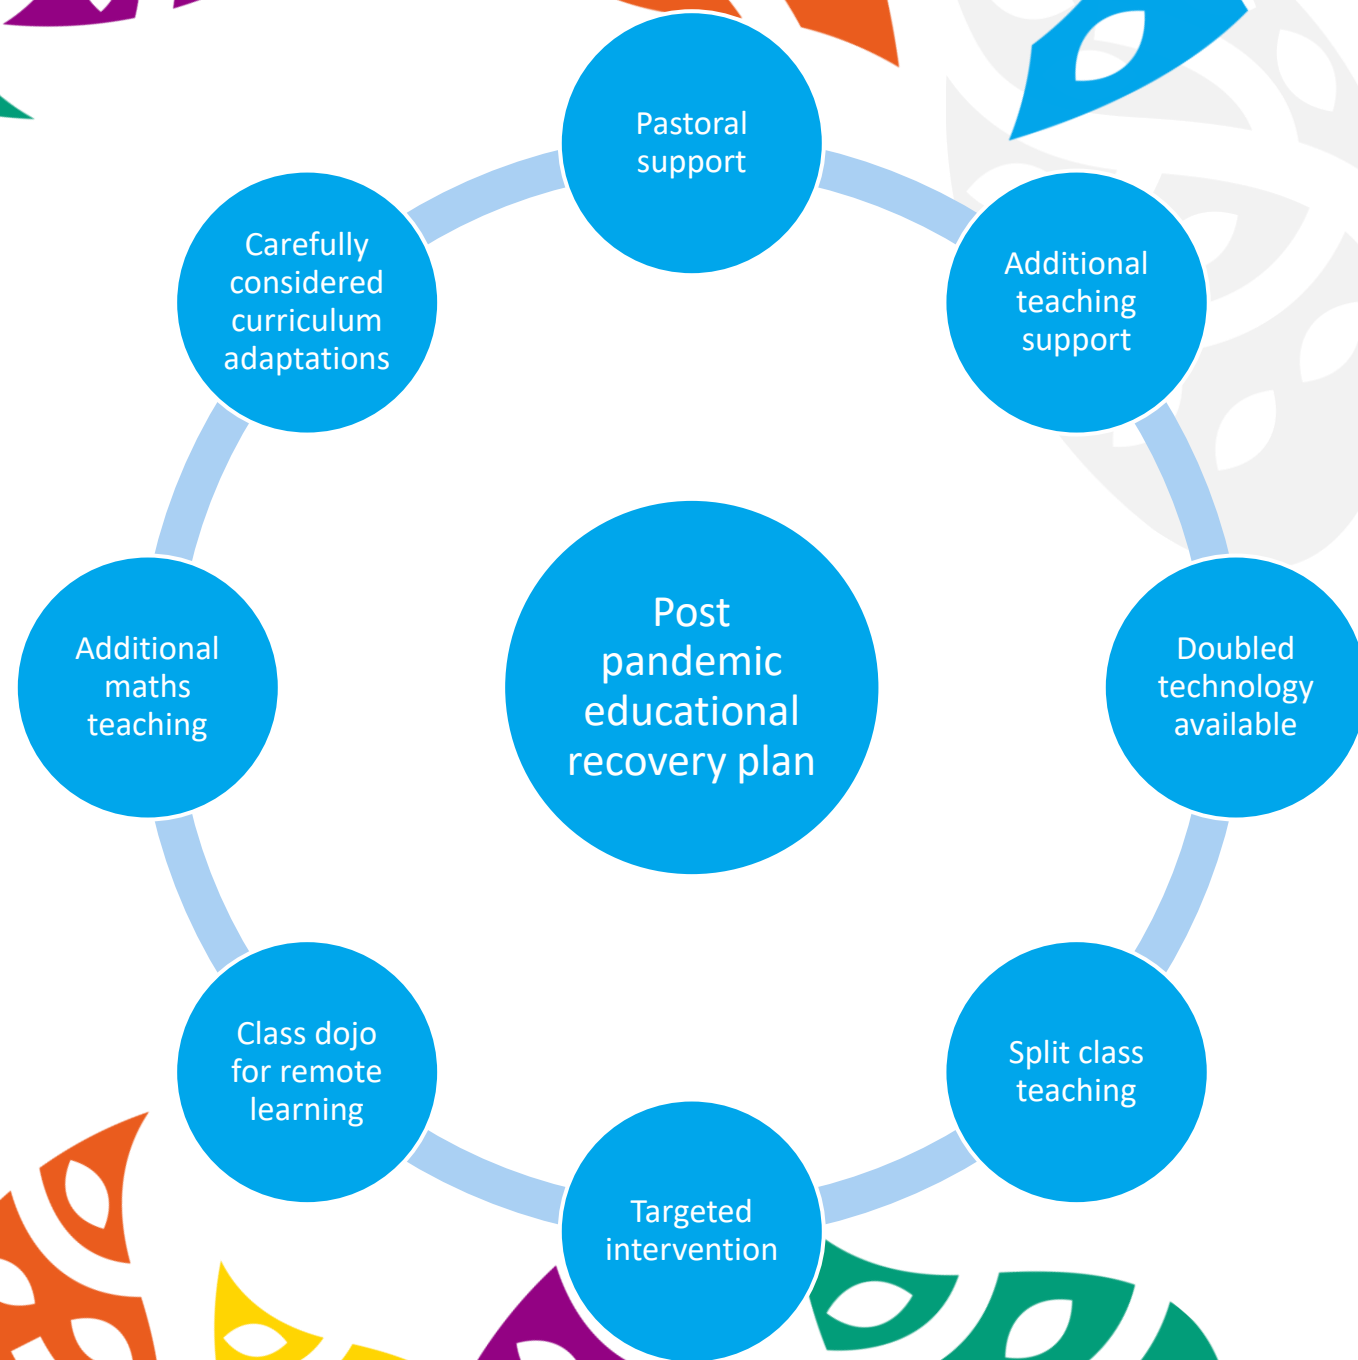 Pastoral
support
Additional
teaching
support
Doubled
technology
available
Split class
teaching
Targeted
intervention
Class dojo
for remote
learning
Additional
maths
teaching
Carefully
considered
curriculum
adaptations
Post
pandemic
educational
recovery plan